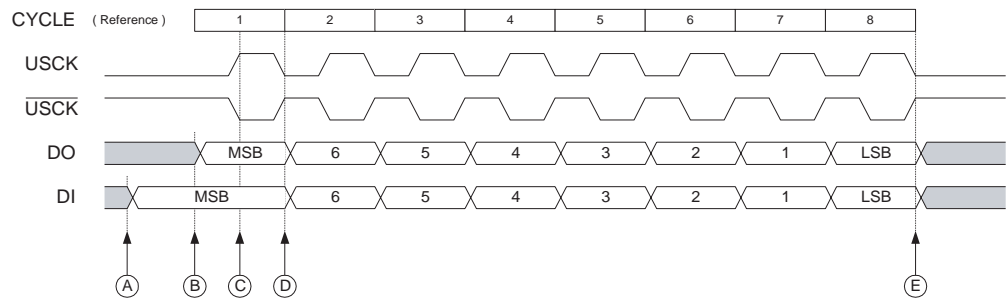 CYCLE ( Reference ) 1 2 3 4 5 6 7 8
USCK
USCK
DO MSB 6 5 4 3 2 1 LSB
DI MSB 6 5 4 3 2 1 LSB
A B C D E